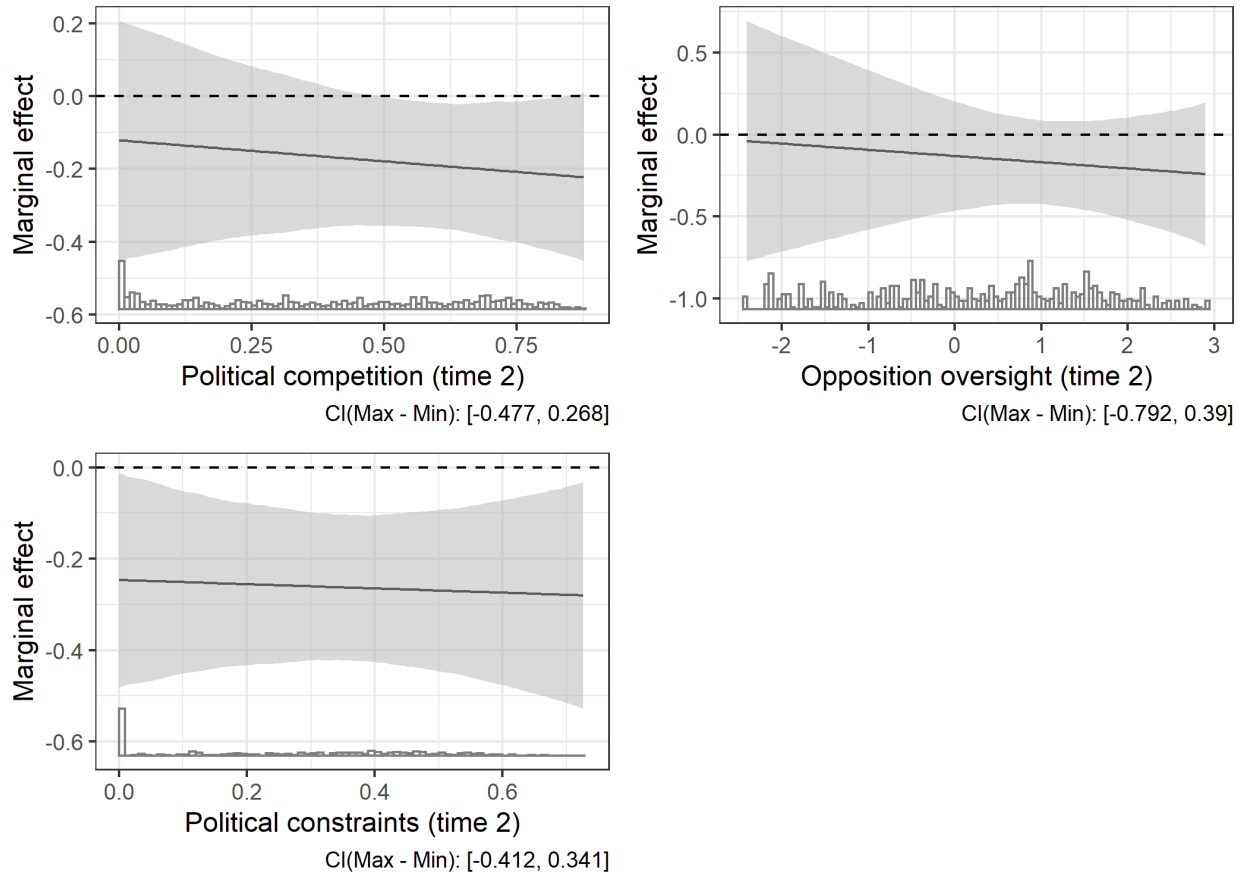 Marginal effect
0.2
0.0
-0.2
-0.4
-0.6
0.00 0.25 0.50 0.75
Political competition (time 2)
CI(Max - Min): [-0.477, 0.268]
Marginal effect
0.5
0.0
-0.5
-1.0
-2 -1 0 1 2 3
Opposition oversight (time 2)
CI(Max - Min): [-0.792, 0.39]
Marginal effect
0.0
-0.2
-0.4
-0.6
0.0 0.2 0.4 0.6
Political constraints (time 2)
CI(Max - Min): [-0.412, 0.341]